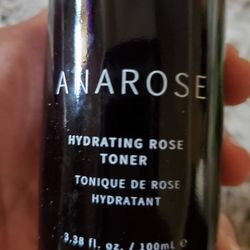 ANAROSE
HYDRATING ROSE
TONER
TONIQUE DE ROSE
HYDRATANT
3.38 fl. oz. / 100mL e